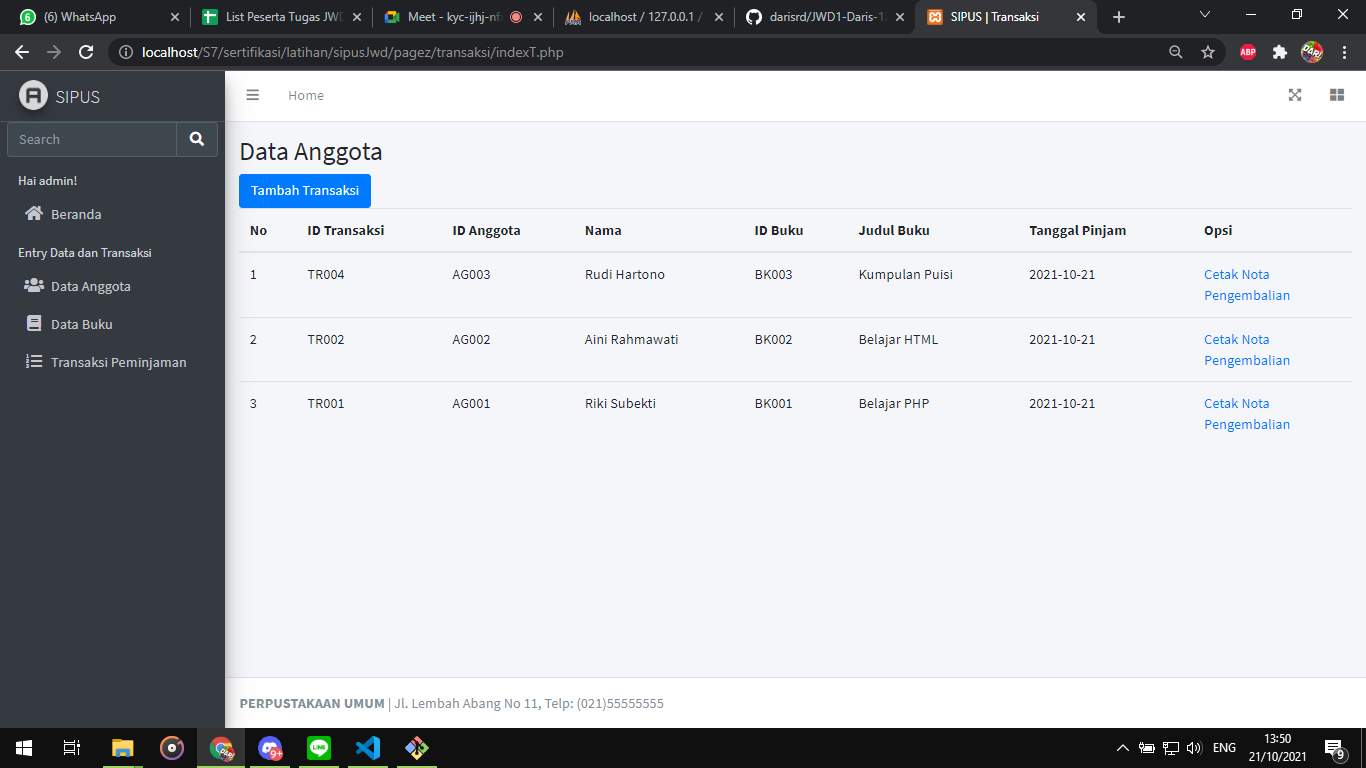 6 (6) WhatsApp
List Peserta Tugas JWD
Meet - kyc-ijhj-nf
localhost / 127.0.0.1 /
darisrd/JWD1-Daris-1
SIPUS | Transaksi
localhost/S7/sertifikasi/latihan/sipusJwd/pagez/transaksi/indexT.php
ABP
DARI
SIPUS
Home
Search
Hai admin!
Beranda
Entry Data dan Transaksi
Data Anggota
Data Buku
Transaksi Peminjaman
Data Anggota
Tambah Transaksi
No ID Transaksi ID Anggota Nama ID Buku Judul Buku Tanggal Pinjam Opsi
1 TR004 AG003 Rudi Hartono BK003 Kumpulan Puisi 2021-10-21 Cetak Nota
Pengembalian
2 TR002 AG002 Aini Rahmawati BK002 Belajar HTML 2021-10-21 Cetak Nota
Pengembalian
3 TR001 AG001 Riki Subekti BK001 Belajar PHP 2021-10-21 Cetak Nota
Pengembalian
PERPUSTAKAAN UMUM | Jl. Lembah Abang No 11, Telp: (021)55555555
DARI
9+
LINE
ENG
13:50
21/10/2021
9